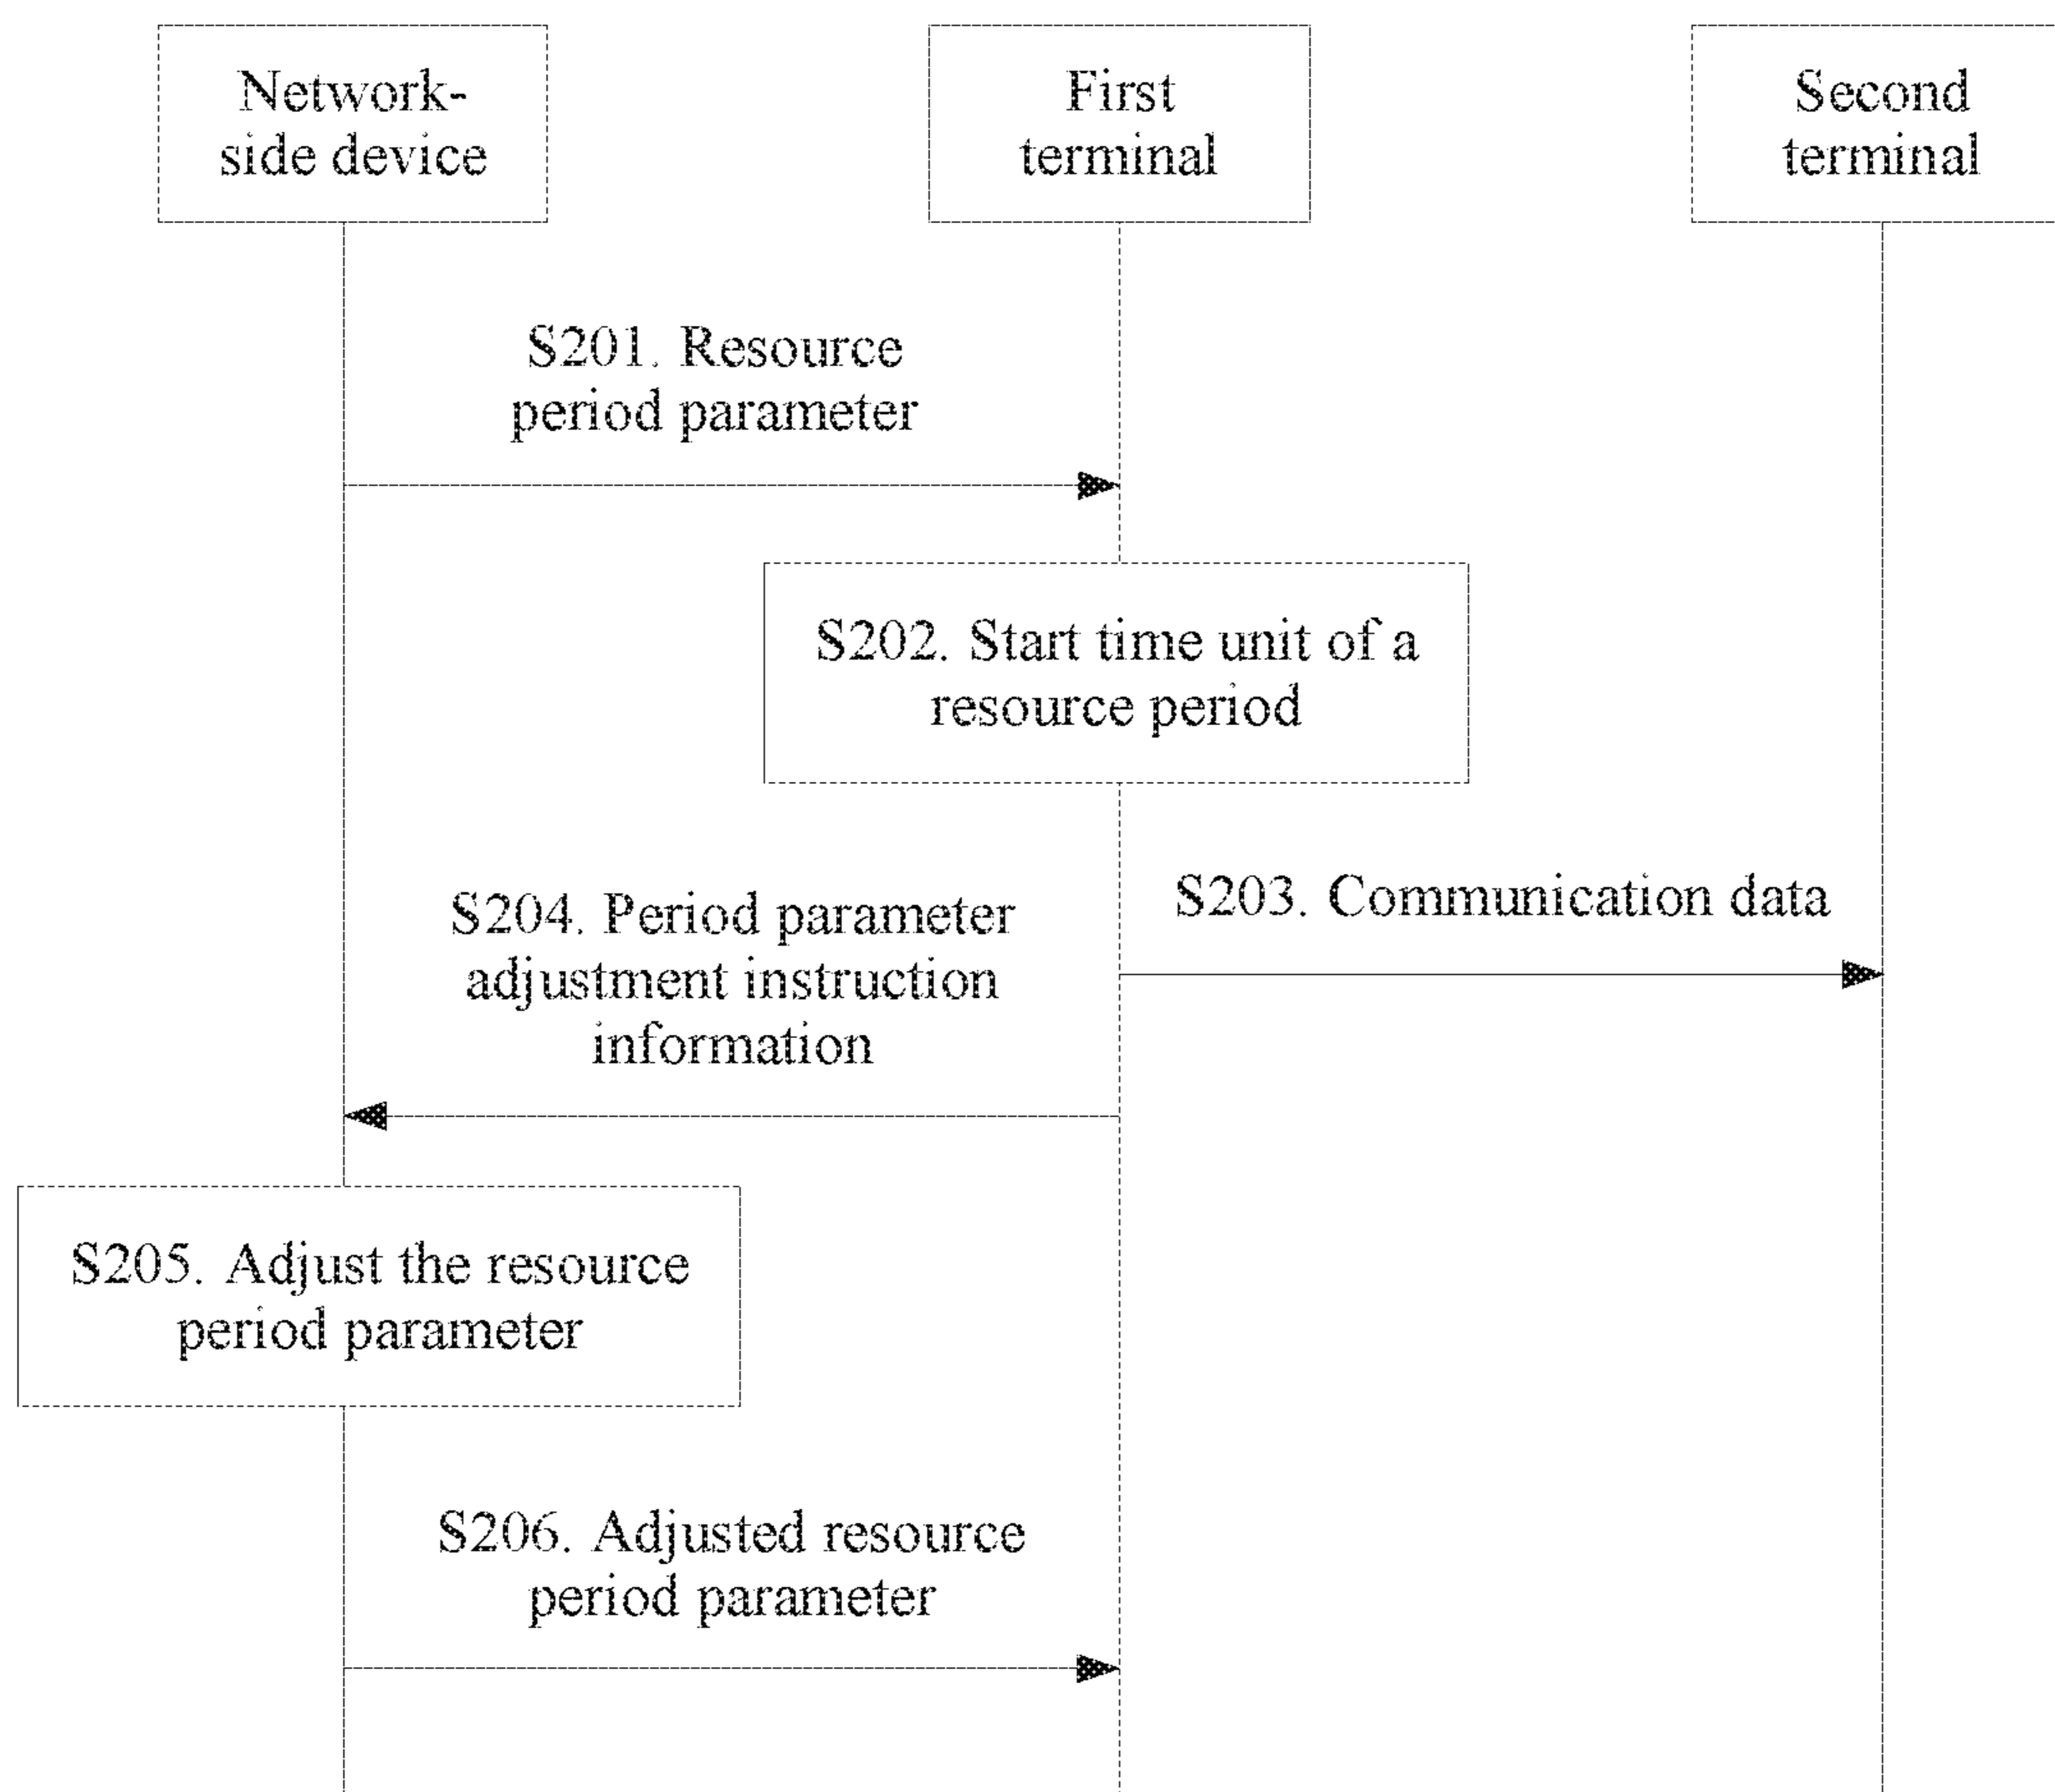 Network-
side device
First
terminal
Second
terminal
S201. Resource
period parameter
S202. Start time unit of a
resource period
S203. Communication data
S204. Period parameter
adjustment instruction
information
S205. Adjust the resource
period parameter
S206. Adjusted resource
period parameter